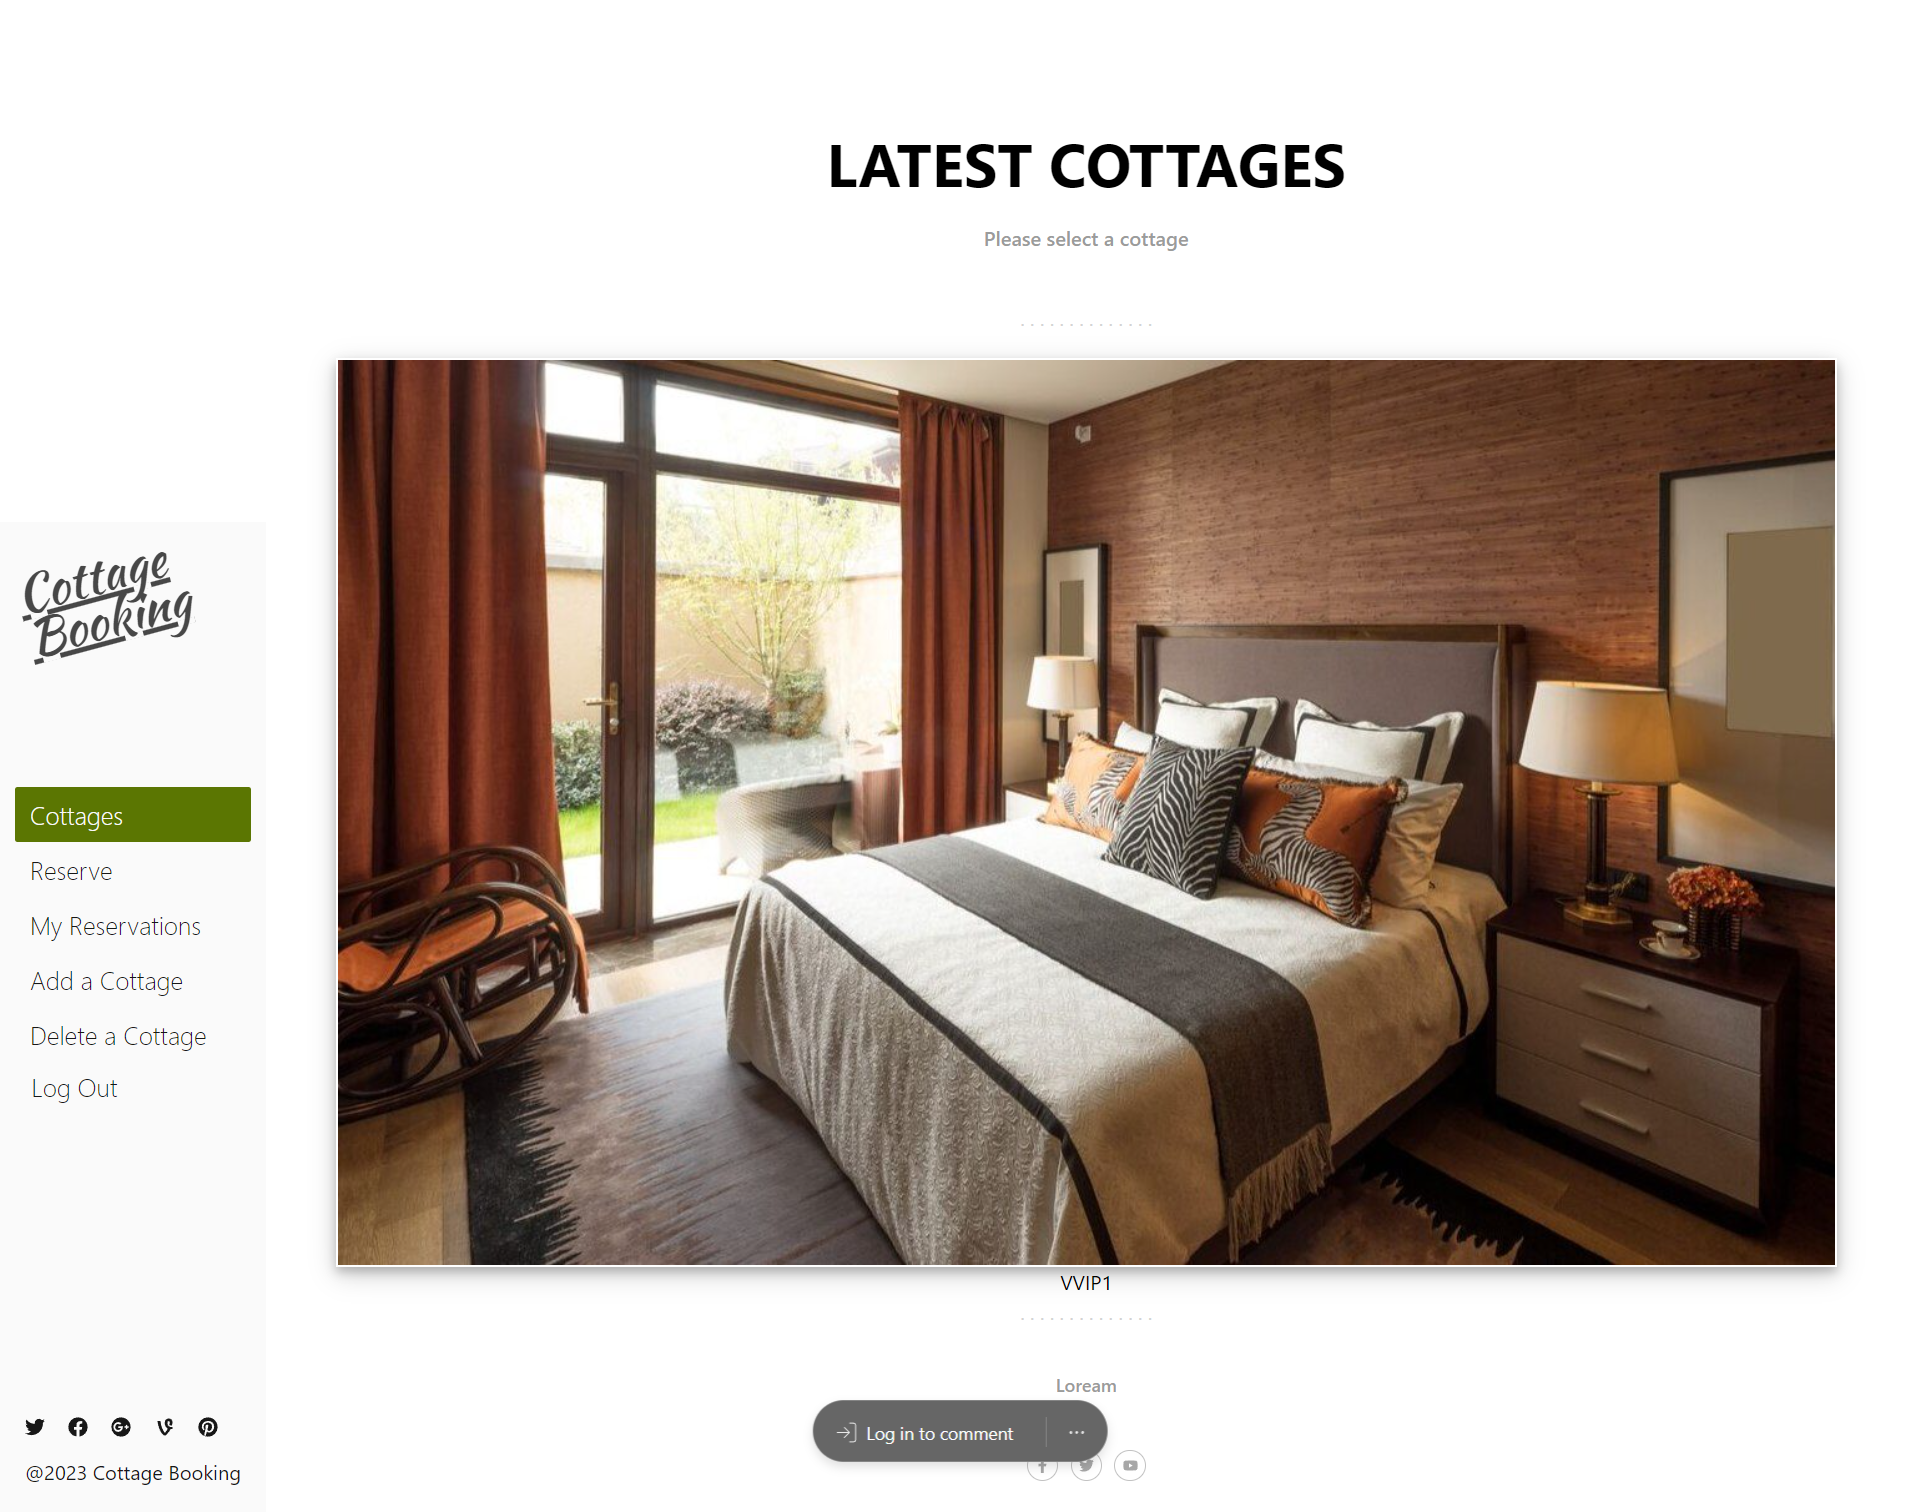 LATEST COTTAGES
Please select a cottage
Cottage
Booking
Cottages
Reserve
My Reservations
Add a Cottage
Delete a Cottage
Log Out
@2023 Cottage Booking
VVIP1
Loream
Log in to comment